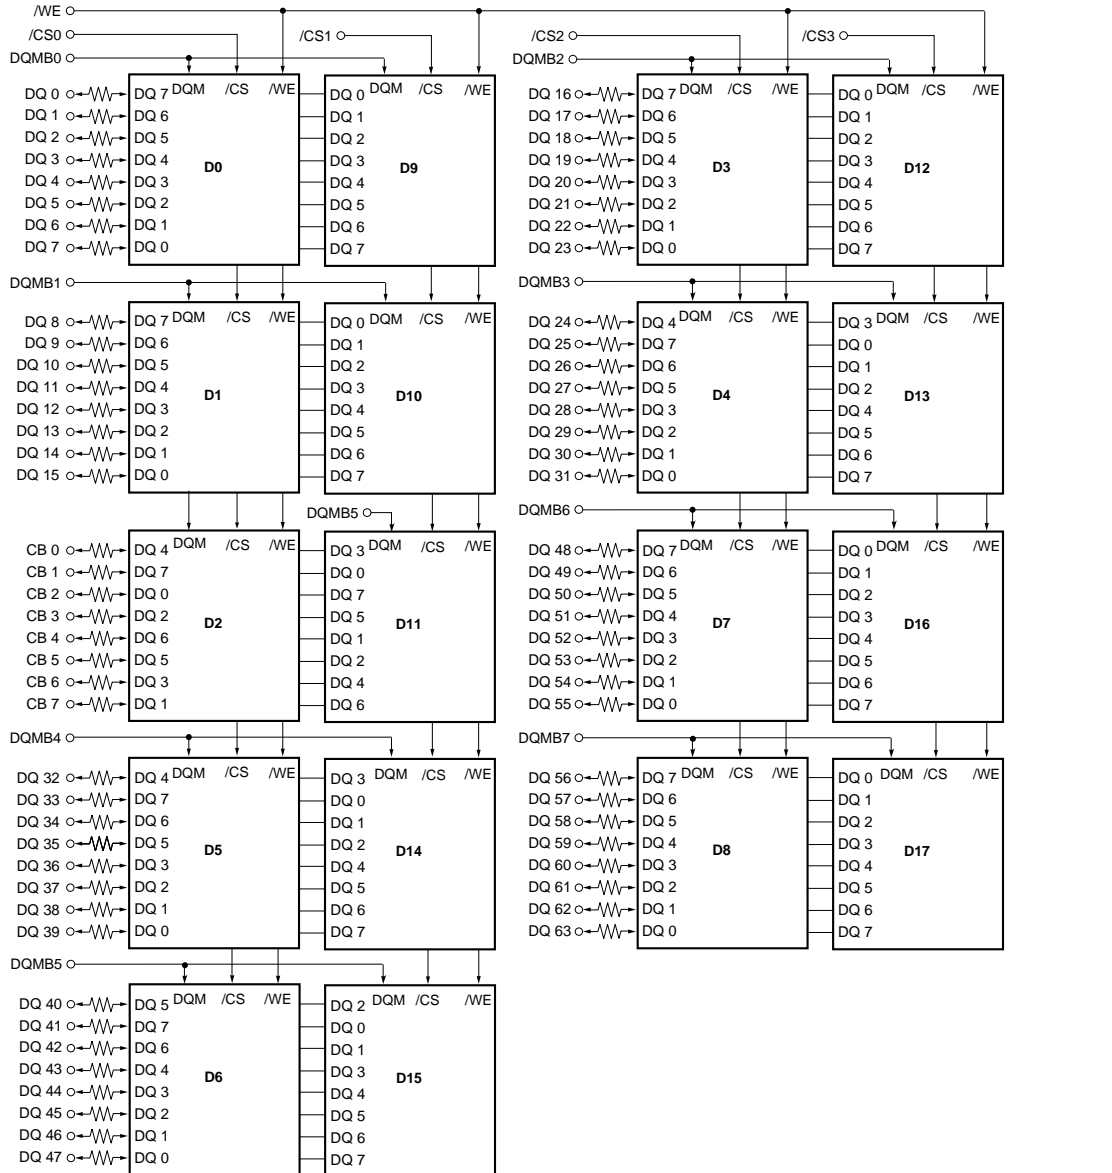 /WE
/CS0 /CS1 /CS2 /CS3
DQMB0 DQMB2
DQM /CS /WE DQM /CS /WE DQM /CS /WE DQM /CS /WE
DQ 0 DQ 7 DQ 0 DQ 16 DQ 7 DQ 0
DQ 1 DQ 6 DQ 1 DQ 17 DQ 6 DQ 1
DQ 2 DQ 5 DQ 2 DQ 18 DQ 5 DQ 2
DQ 3 DQ 4 DQ 3 DQ 19 DQ 4 DQ 3
D0 D9 D3 D12
DQ 4 DQ 3 DQ 4 DQ 20 DQ 3 DQ 4
DQ 5 DQ 2 DQ 5 DQ 21 DQ 2 DQ 5
DQ 6 DQ 1 DQ 6 DQ 22 DQ 1 DQ 6
DQ 7 DQ 0 DQ 7 DQ 23 DQ 0 DQ 7
DQMB1 DQMB3
DQM /CS /WE DQM /CS /WE DQM /CS /WE DQM /CS /WE
DQ 8 DQ 7 DQ 0 DQ 24 DQ 4 DQ 3
DQ 9 DQ 6 DQ 1 DQ 25 DQ 7 DQ 0
DQ 10 DQ 5 DQ 2 DQ 26 DQ 6 DQ 1
DQ 11 DQ 4 DQ 3 DQ 27 DQ 5 DQ 2
D1 D10 D4 D13
DQ 12 DQ 3 DQ 4 DQ 28 DQ 3 DQ 4
DQ 13 DQ 2 DQ 5 DQ 29 DQ 2 DQ 5
DQ 14 DQ 1 DQ 6 DQ 30 DQ 1 DQ 6
DQ 15 DQ 0 DQ 7 DQ 31 DQ 0 DQ 7
DQMB5 DQMB6
DQM /CS /WE DQM /CS /WE DQM /CS /WE DQM /CS /WE
CB 0 DQ 4 DQ 3 DQ 48 DQ 7 DQ 0
CB 1 DQ 7 DQ 0 DQ 49 DQ 6 DQ 1
CB 2 DQ 0 DQ 7 DQ 50 DQ 5 DQ 2
CB 3 DQ 2 DQ 5 DQ 51 DQ 4 DQ 3
D2 D11 D7 D16
CB 4 DQ 6 DQ 1 DQ 52 DQ 3 DQ 4
CB 5 DQ 5 DQ 2 DQ 53 DQ 2 DQ 5
CB 6 DQ 3 DQ 4 DQ 54 DQ 1 DQ 6
CB 7 DQ 1 DQ 6 DQ 55 DQ 0 DQ 7
DQMB4 DQMB7
DQM /CS /WE DQM /CS /WE DQM /CS /WE DQM /CS /WE
DQ 32 DQ 4 DQ 3 DQ 56 DQ 7 DQ 0
DQ 33 DQ 7 DQ 0 DQ 57 DQ 6 DQ 1
DQ 34 DQ 6 DQ 1 DQ 58 DQ 5 DQ 2
DQ 35 DQ 5 DQ 2 DQ 59 DQ 4 DQ 3
D5 D14 D8 D17
DQ 36 DQ 3 DQ 4 DQ 60 DQ 3 DQ 4
DQ 37 DQ 2 DQ 5 DQ 61 DQ 2 DQ 5
DQ 38 DQ 1 DQ 6 DQ 62 DQ 1 DQ 6
DQ 39 DQ 0 DQ 7 DQ 63 DQ 0 DQ 7
DQMB5
DQM /CS /WE DQM /CS /WE
DQ 40 DQ 5 DQ 2
DQ 41 DQ 7 DQ 0
DQ 42 DQ 6 DQ 1
DQ 43 DQ 4 DQ 3
D6 D15
DQ 44 DQ 3 DQ 4
DQ 45 DQ 2 DQ 5
DQ 46 DQ 1 DQ 6
DQ 47 DQ 0 DQ 7